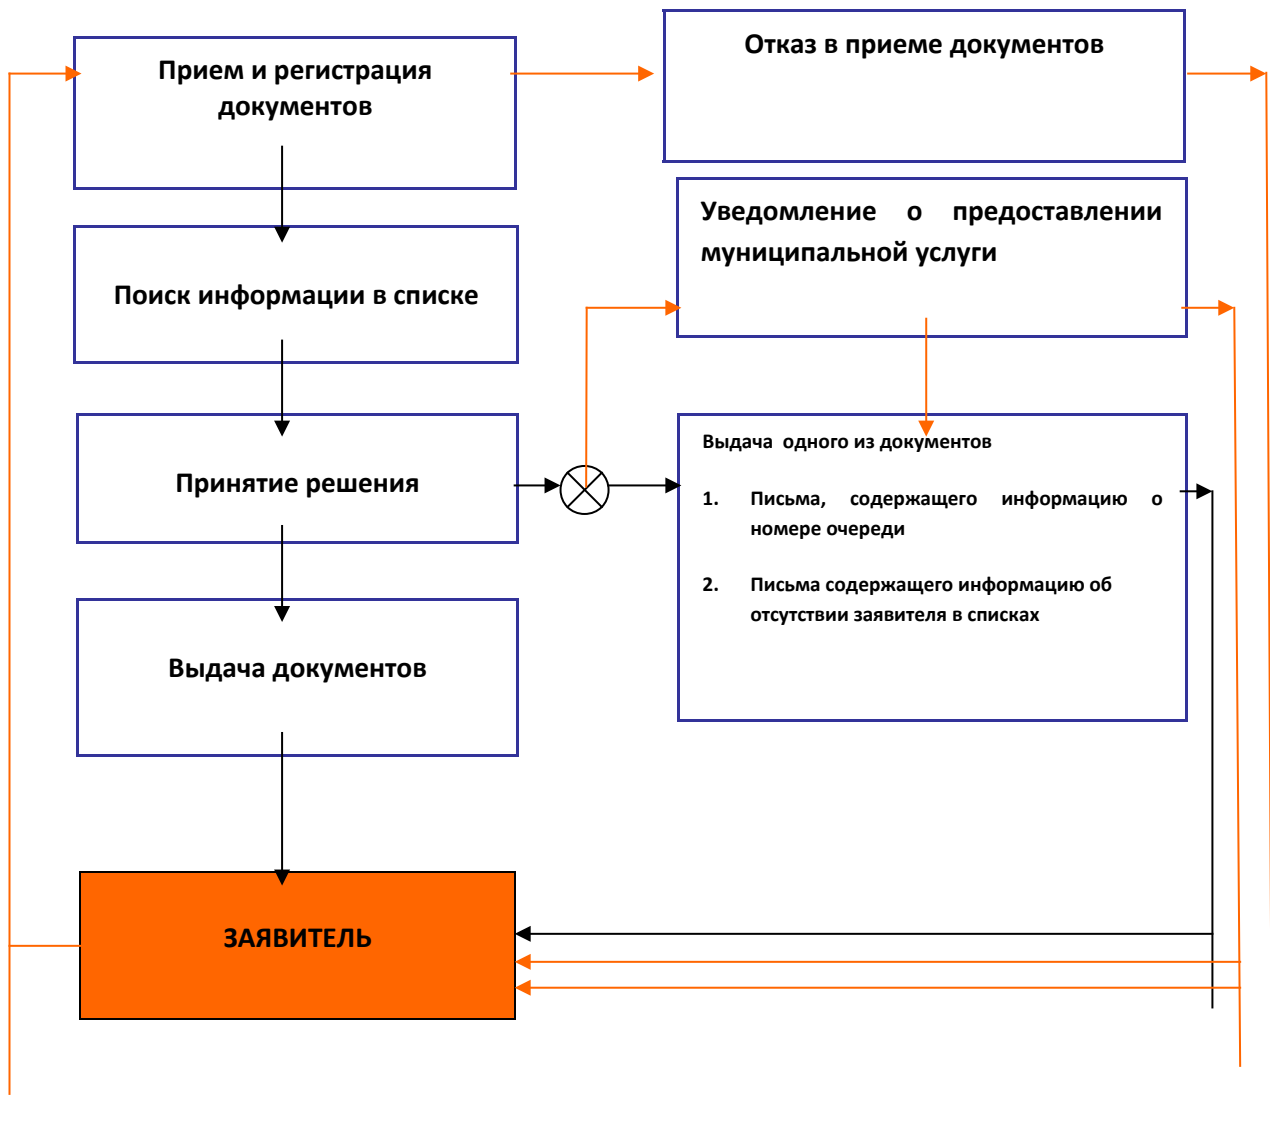 Прием и регистрация
документов
Отказ в приеме документов
Уведомление о предоставлении
муниципальной услуги
Поиск информации в списке
Принятие решения
Выдача одного из документов
1. Письма, содержащего информацию о
номере очереди
2. Письма содержащего информацию об
отсутствии заявителя в списках
Выдача документов
ЗАЯВИТЕЛЬ